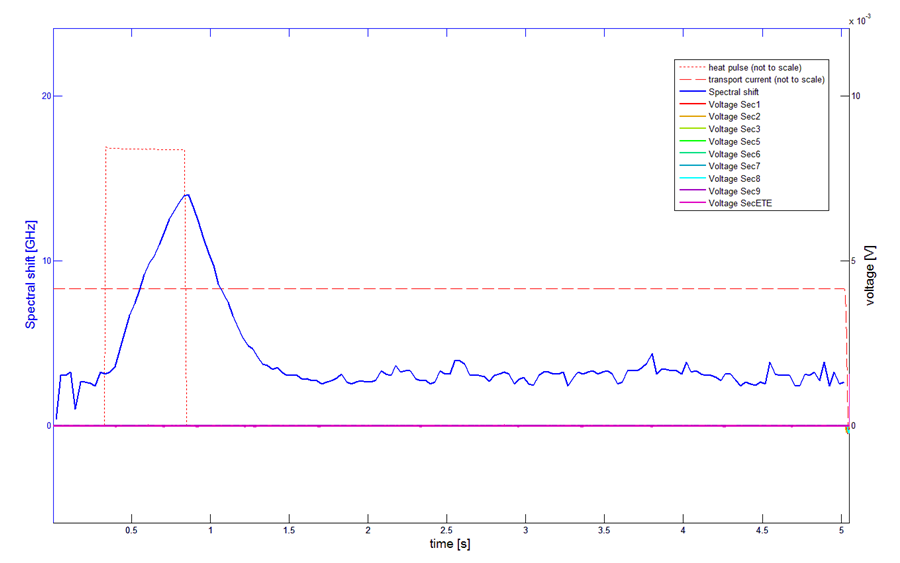 x 10⁻³
heat pulse (not to scale)
transport current (not to scale)
Spectral shift
Voltage Sec1
Voltage Sec2
Voltage Sec3
Voltage Sec5
Voltage Sec6
Voltage Sec7
Voltage Sec8
Voltage Sec9
Voltage SecETE
20
10
0
Spectral shift [GHz]
10
5
0
voltage [V]
0.5 1 1.5 2 2.5 3 3.5 4 4.5 5
time [s]